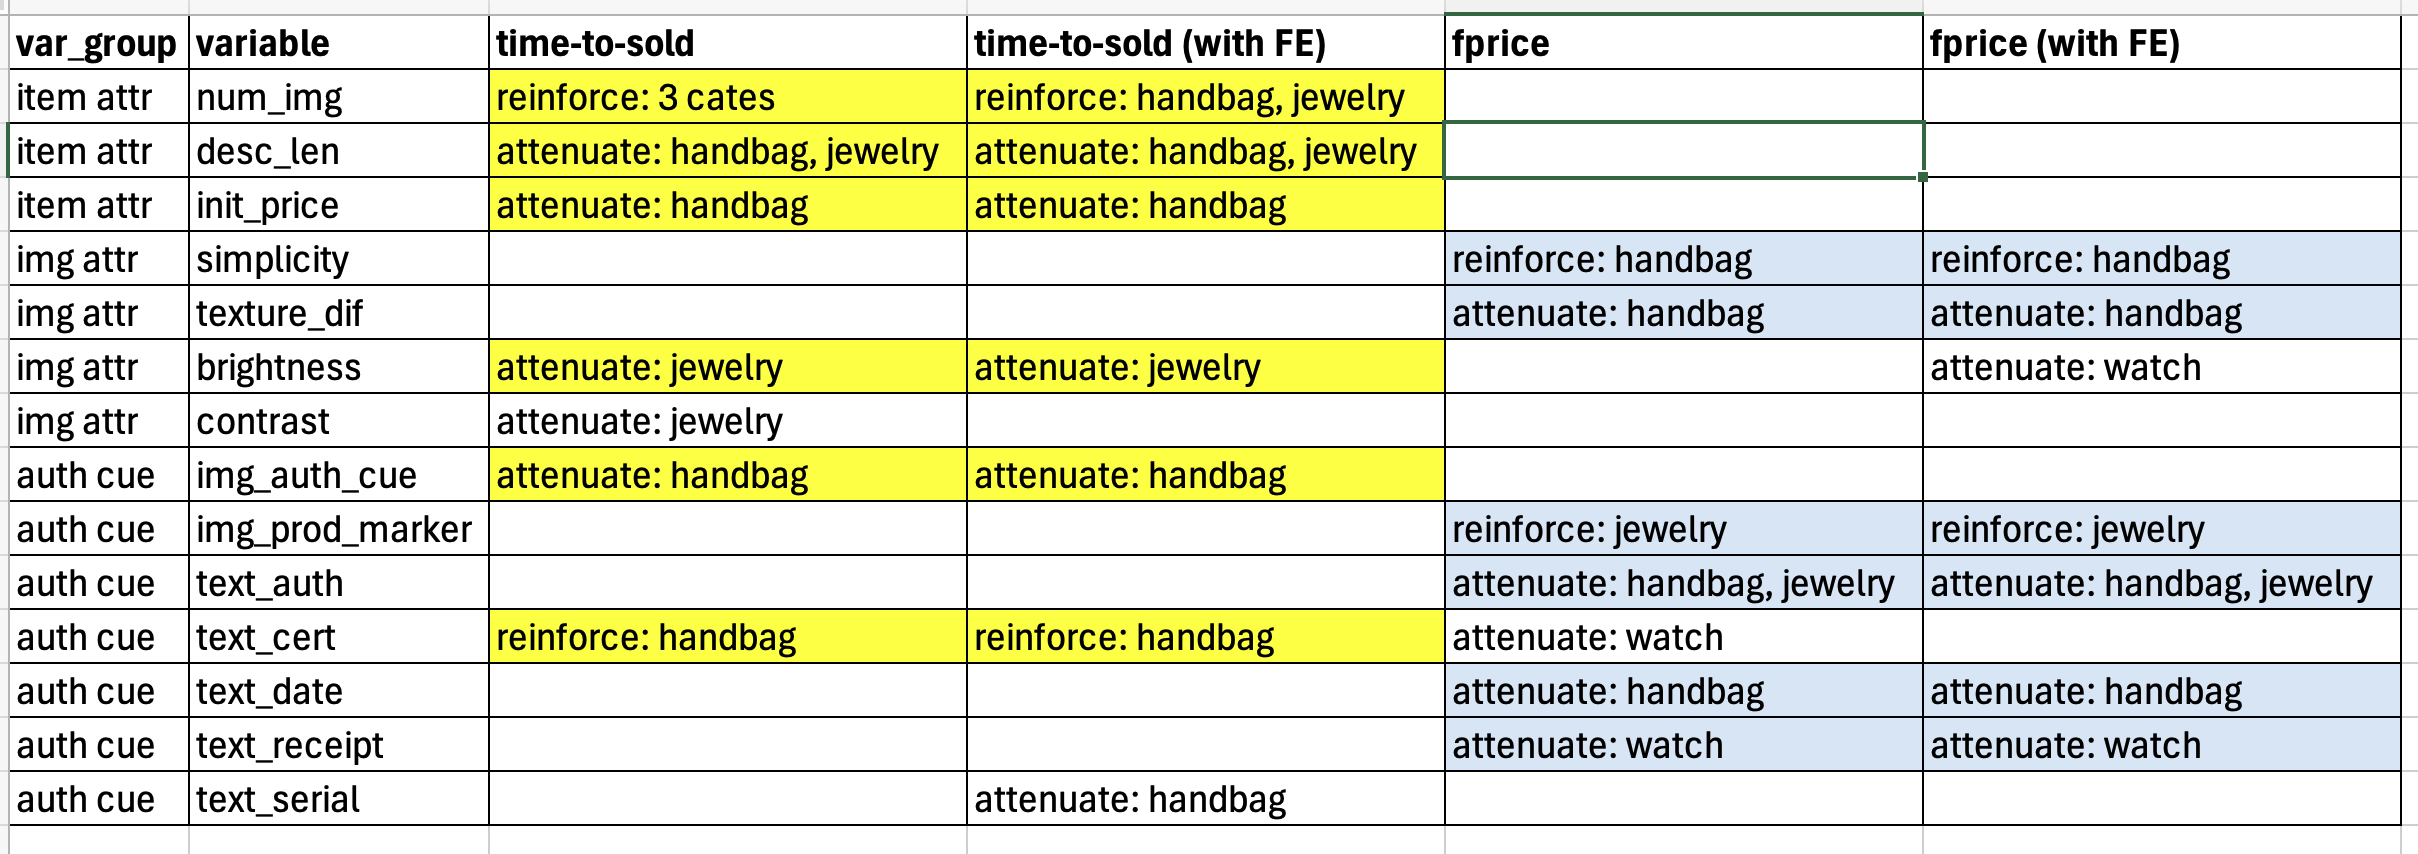 var_group variable time-to-sold time-to-sold (with FE) fprice fprice (with FE)
item attr num_img reinforce: 3 cates reinforce: handbag, jewelry
item attr desc_len attenuate: handbag, jewelry attenuate: handbag, jewelry
item attr init_price attenuate: handbag attenuate: handbag
img attr simplicity reinforce: handbag reinforce: handbag
img attr texture_dif attenuate: handbag attenuate: handbag
img attr brightness attenuate: jewelry attenuate: jewelry attenuate: watch
img attr contrast attenuate: jewelry
auth cue img_auth_cue attenuate: handbag attenuate: handbag
auth cue img_prod_marker reinforce: jewelry reinforce: jewelry
auth cue text_auth attenuate: handbag, jewelry attenuate: handbag, jewelry
auth cue text_cert reinforce: handbag reinforce: handbag attenuate: watch
auth cue text_date attenuate: handbag attenuate: handbag
auth cue text_receipt attenuate: watch attenuate: watch
auth cue text_serial attenuate: handbag